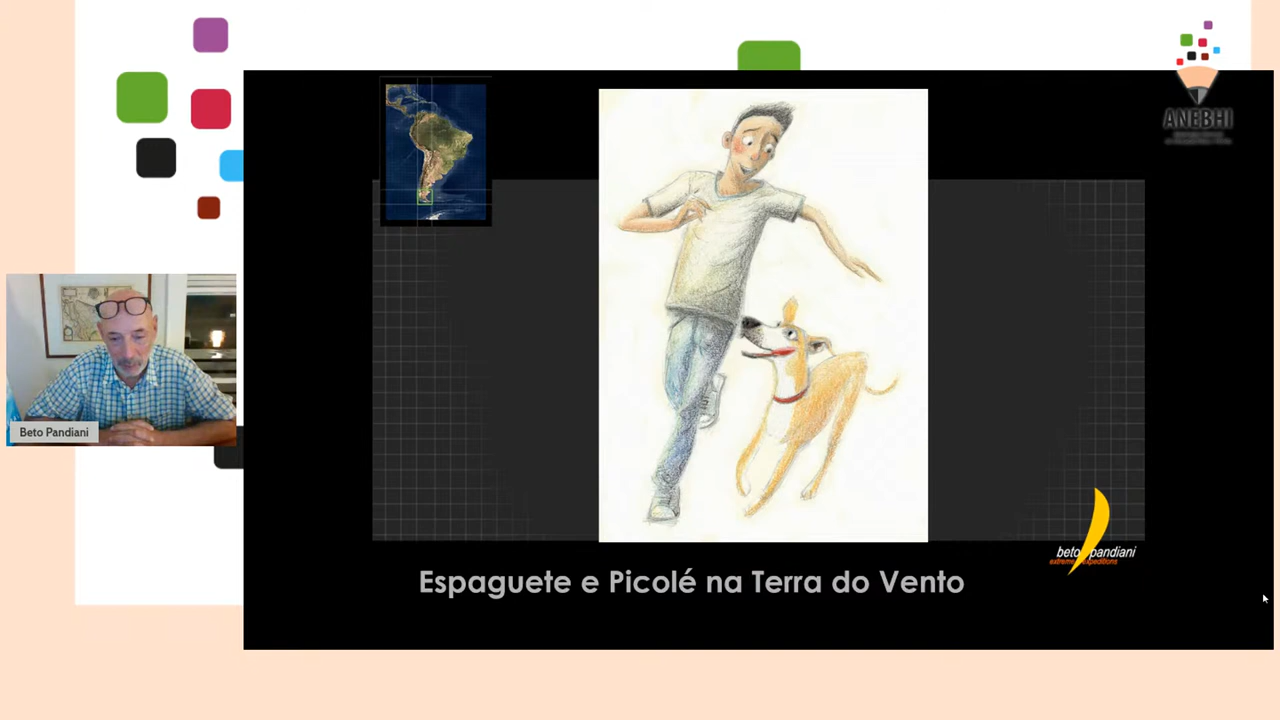 ANEBHI
Beto Pandiani
beto pandiani
extreme expeditions
Espaguete e Picolé na Terra do Vento